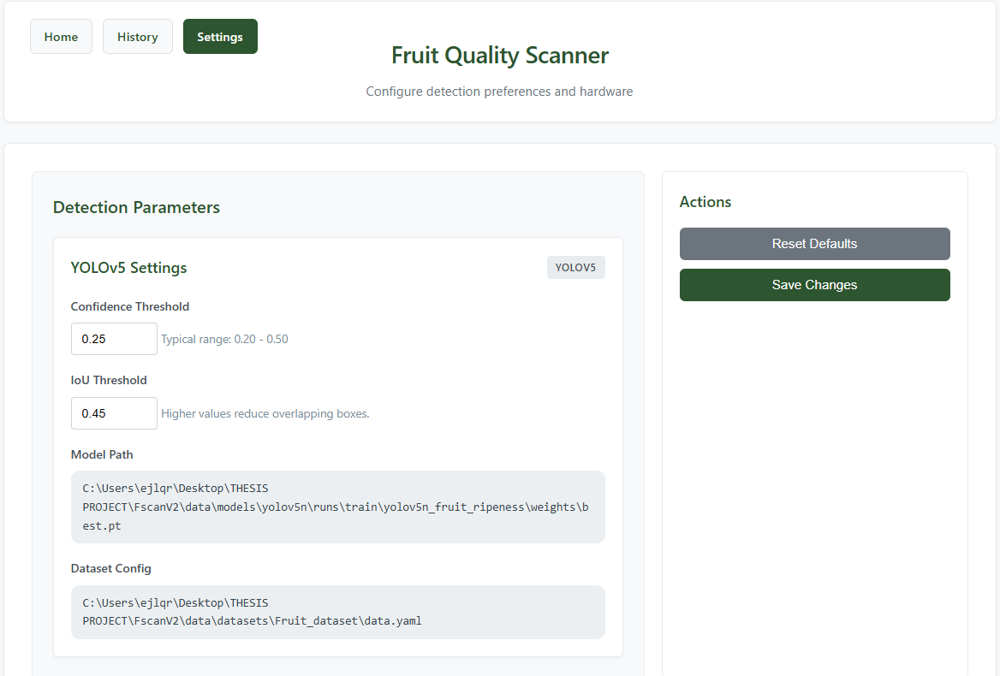 Home
History
Settings
Fruit Quality Scanner
Configure detection preferences and hardware
Detection Parameters
YOLOv5 Settings
YOLOV5
Confidence Threshold
0.25
Typical range: 0.20 - 0.50
IoU Threshold
0.45
Higher values reduce overlapping boxes.
Model Path
C:\Users\ejlqr\Desktop\THESIS
PROJECT\FscanV2\data\models\yolov5n\runs\train\yolov5n_fruit_ripeness\weights\b
est.pt
Dataset Config
C:\Users\ejlqr\Desktop\THESIS
PROJECT\FscanV2\data\datasets\Fruit_dataset\data.yaml
Actions
Reset Defaults
Save Changes